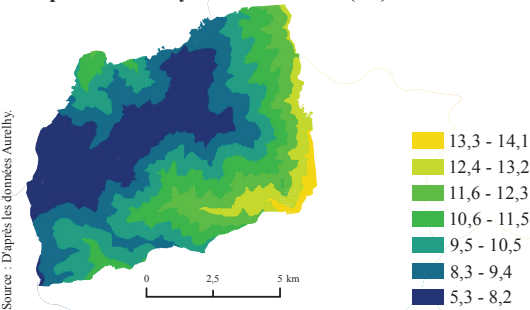 Source : D'après les données Aurelhy.
13,3 - 14,1
12,4 - 13,2
11,6 - 12,3
10,6 - 11,5
9,5 - 10,5
8,3 - 9,4
5,3 - 8,2
0 2,5 5 km